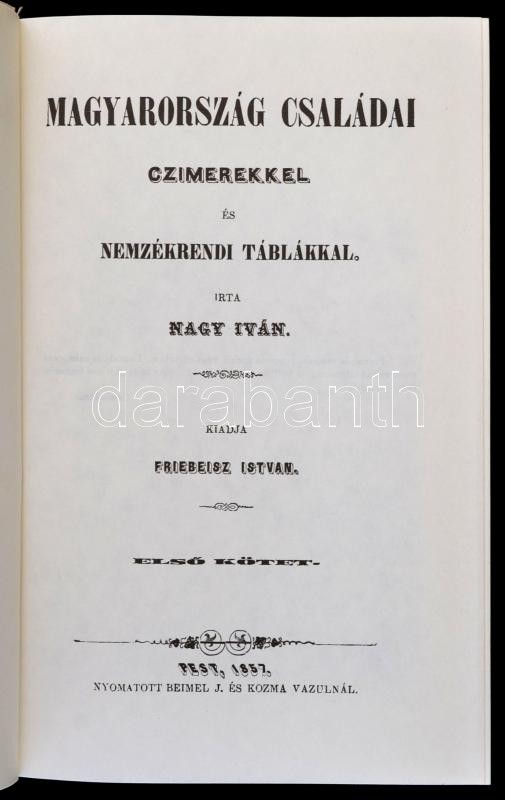 MAGYARORSZÁG CSALÁDAI
CZIMEREKKEL
ÉS
NEMZÉKRENDI TÁBLÁKKAL.
IRTA
NAGY IVÁN.
darabanth
KIADJA
FRIEBEISZ ISTVAN.
ELSŐ KÖTET.
PEST, 1857.
NYOMATOTT BEIMEL J. ÉS KOZMA VAZULNÁL.